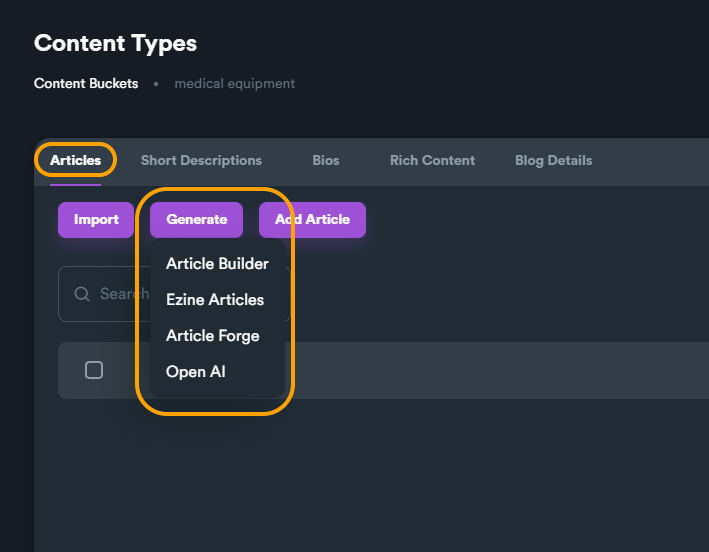 Content Types
Content Buckets • medical equipment
Articles Short Descriptions Bios Rich Content Blog Details
Import Generate Add Article
Article Builder
Search
Ezine Articles
Article Forge
Open AI